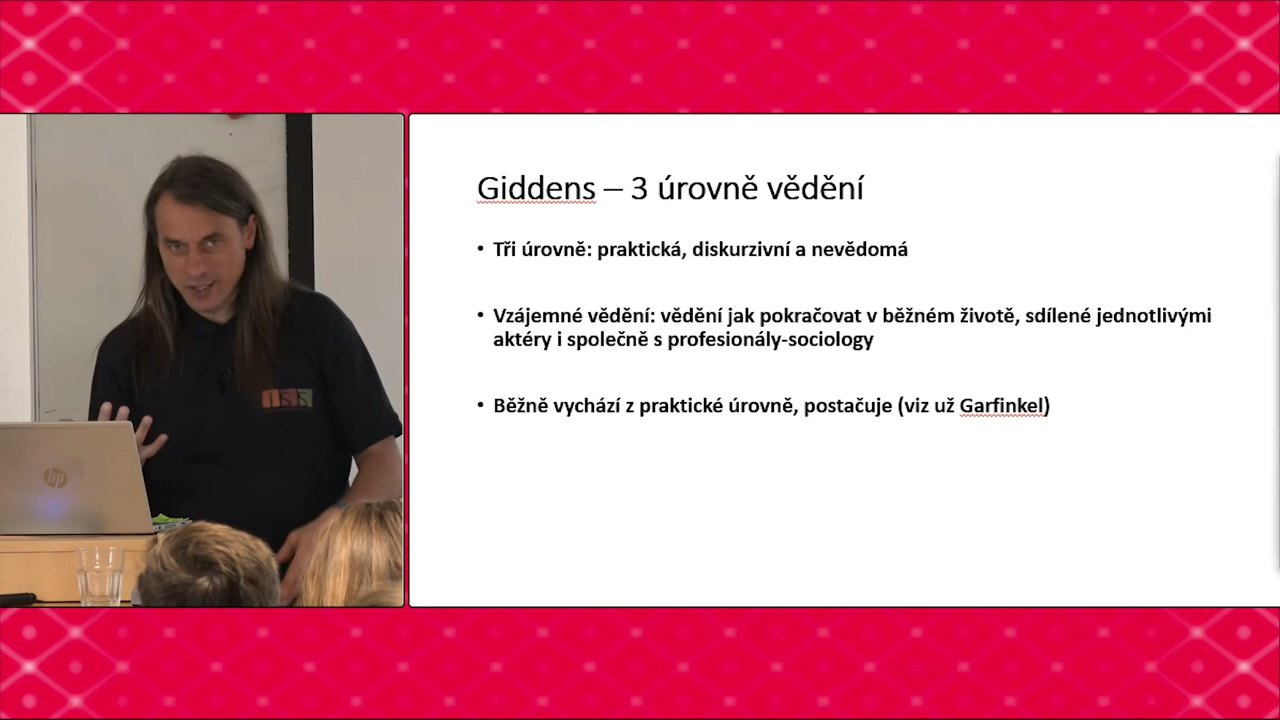 Giddens – 3 úrovně vědění
• Tři úrovně: praktická, diskurzivní a nevědomá
• Vzájemné vědění: vědění jak pokračovat v běžném životě, sdílené jednotlivými
aktéry i společně s profesionály-sociology
• Běžně vychází z praktické úrovně, postačuje (viz už Garfinkel)
ISS
hp